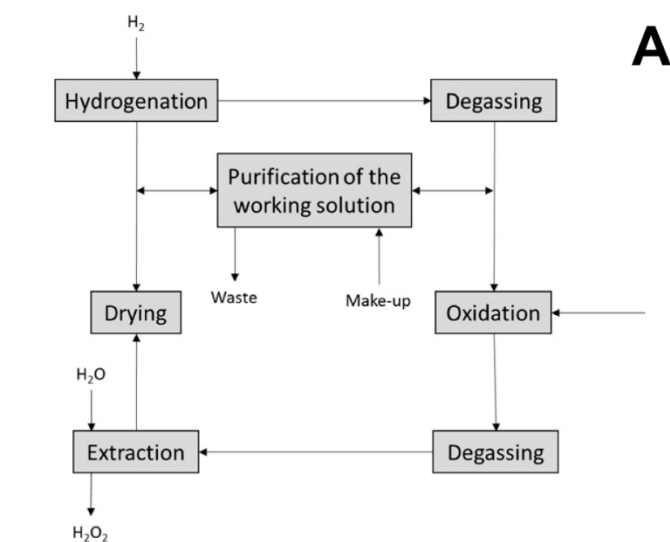 H₂
A
Hydrogenation
Degassing
Purification of the
working solution
Waste
Make-up
Drying
Oxidation
H₂O
Extraction
Degassing
H₂O₂